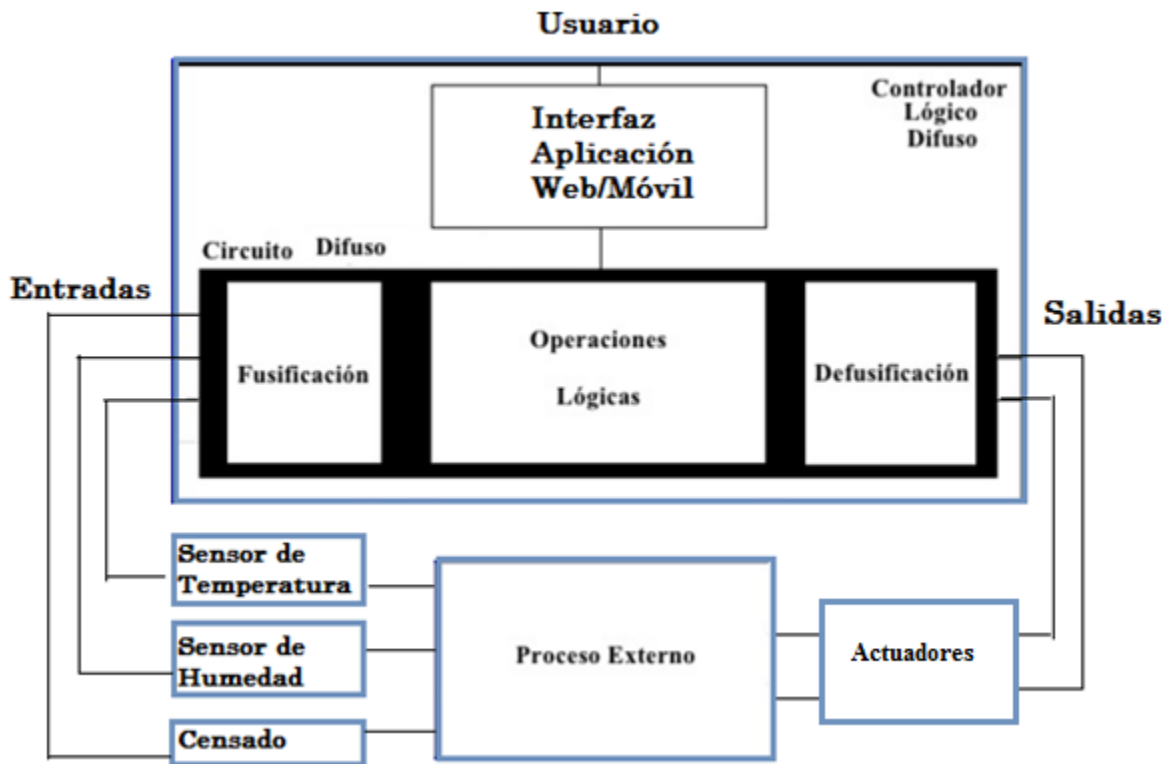 Usuario
Controlador
Lógico
Difuso
Interfaz
Aplicación
Web/Móvil
Circuito Difuso
Entradas
Salidas
Fusificación
Operaciones
Lógicas
Defusificación
Sensor de
Temperatura
Sensor de
Humedad
Censado
Proceso Externo
Actuadores